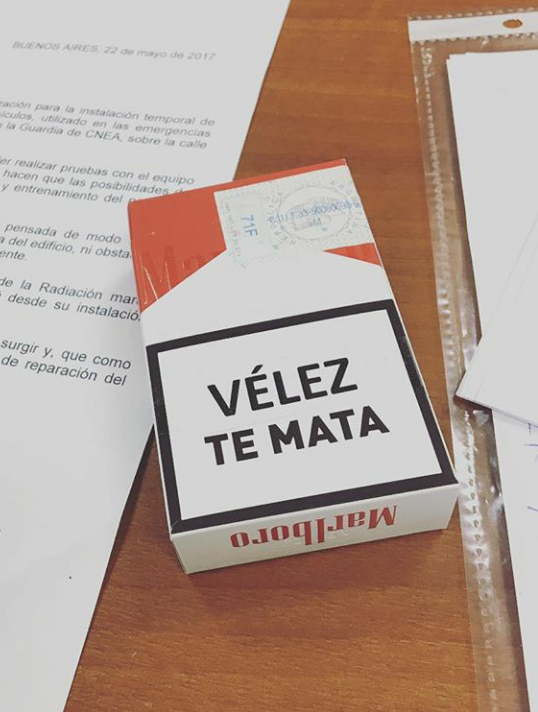 BUENOS AIRES, 22 de mayo de 2017
ración para la instalación temporal de
ículos, utilizado en las emergencias
la Guardia de CNEA, sobre la calle
er realizar pruebas con el equipo
hacen que las posibilidades
y entrenamiento del
pensada de modo
a del edificio, ni obsta
ente.
de la Radiación
desde su instalació
surgir y, que como
de reparación del
71F
VÉLEZ
TE MATA
Marlboro